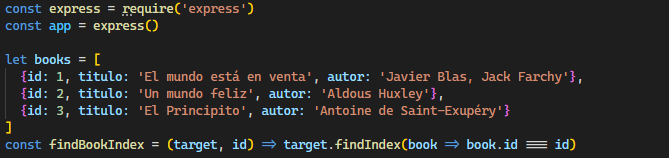 const express = require('express')
const app = express()
let books = [
{id: 1, titulo: 'El mundo está en venta', autor: 'Javier Blas, Jack Farchy'},
{id: 2, titulo: 'Un mundo feliz', autor: 'Aldous Huxley'},
{id: 3, titulo: 'El Principito', autor: 'Antoine de Saint-Exupéry'}
]
const findBookIndex = (target, id) => target.findIndex(book => book.id === id)